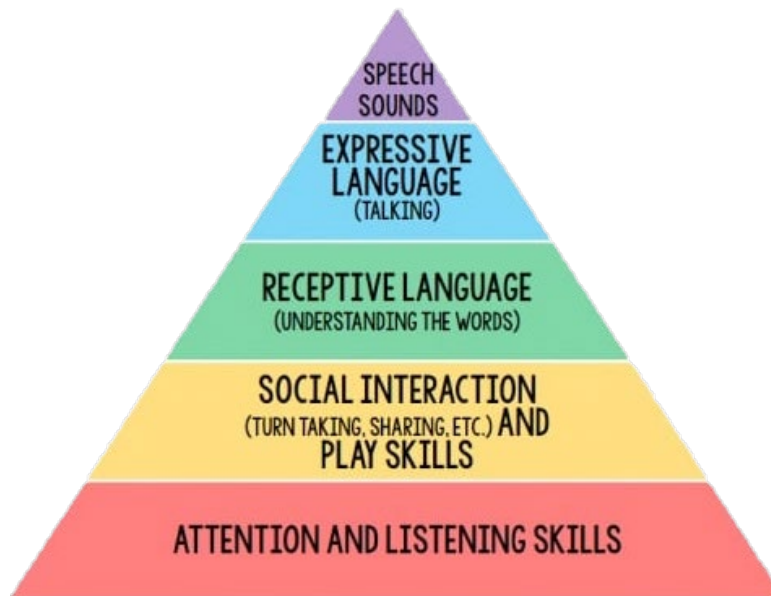 SPEECH
SOUNDS
EXPRESSIVE
LANGUAGE
(TALKING)
RECEPTIVE LANGUAGE
(UNDERSTANDING THE WORDS)
SOCIAL INTERACTION
(TURN TAKING, SHARING, ETC.) AND
PLAY SKILLS
ATTENTION AND LISTENING SKILLS